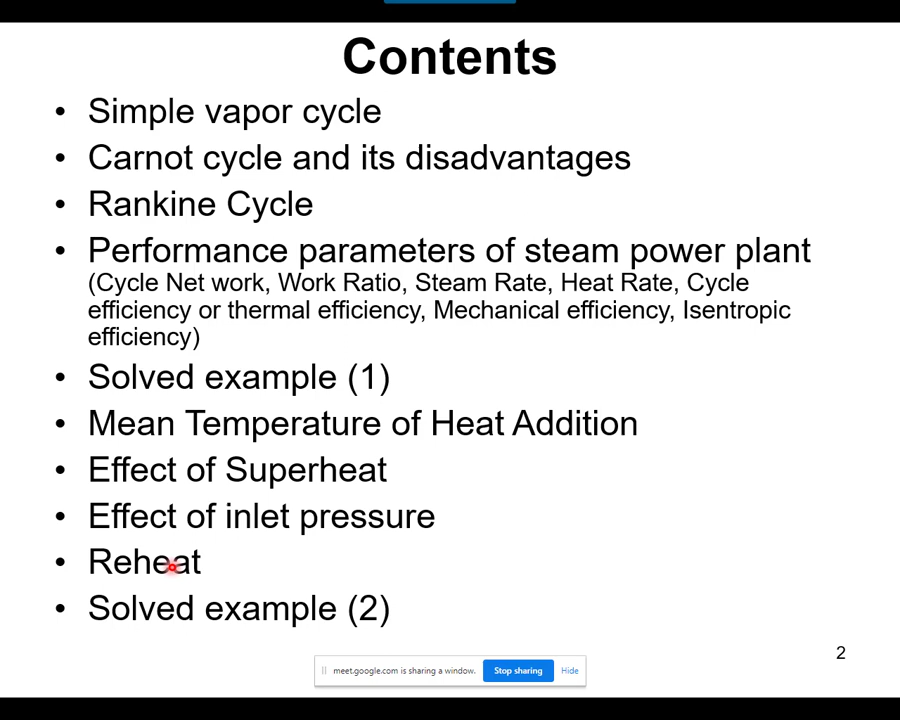 Contents
• Simple vapor cycle
• Carnot cycle and its disadvantages
• Rankine Cycle
• Performance parameters of steam power plant
(Cycle Net work, Work Ratio, Steam Rate, Heat Rate, Cycle
efficiency or thermal efficiency, Mechanical efficiency, Isentropic
efficiency)
• Solved example (1)
• Mean Temperature of Heat Addition
• Effect of Superheat
• Effect of inlet pressure
• Reheat
• Solved example (2)
2
meet.google.com is sharing a window. Stop sharing Hide